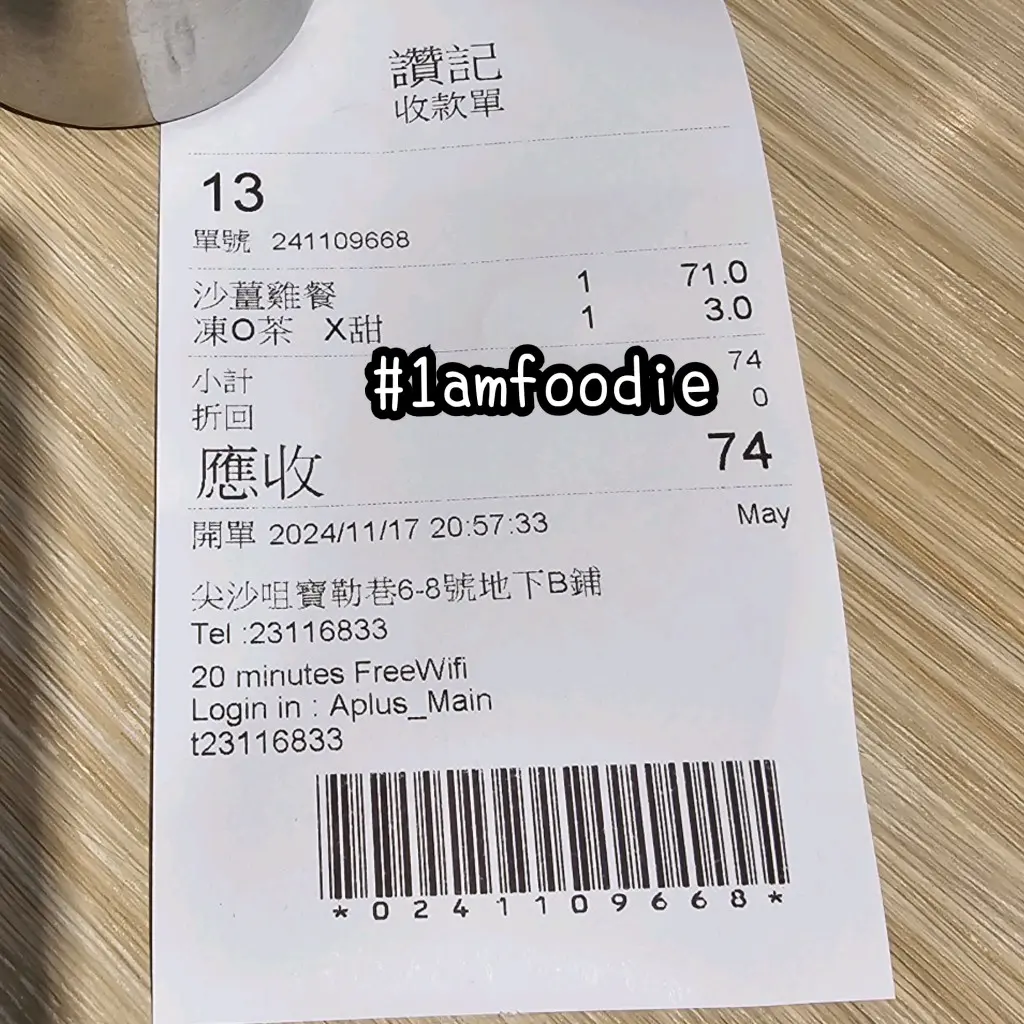 讚記
收款單
13
單號 241109668
沙薑雞餐 1 71.0
凍O茶 X甜 1 3.0
#1amfoodie
小計 74
折回 0
應收 74
開單 2024/11/17 20:57:33 May
尖沙咀寶勒巷6-8號地下B鋪
Tel :23116833
20 minutes FreeWifi
Login in : Aplus_Main
t23116833
*0241109668*